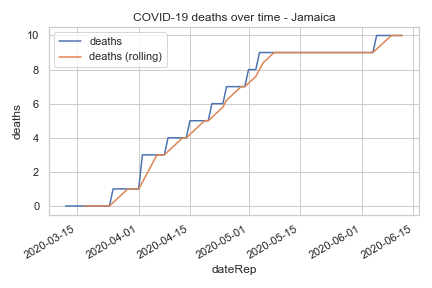 COVID-19 deaths over time - Jamaica
deaths
deaths (rolling)
deaths
10
8
6
4
2
0
2020-03-15
2020-04-01
2020-04-15
2020-05-01
2020-05-15
2020-06-01
2020-06-15
dateRep